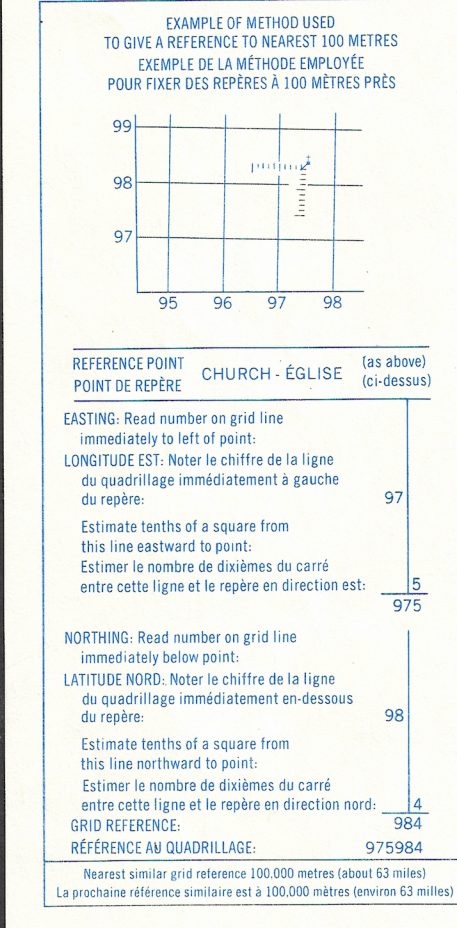 EXAMPLE OF METHOD USED
TO GIVE A REFERENCE TO NEAREST 100 METRES
EXEMPLE DE LA MÉTHODE EMPLOYÉE
POUR FIXER DES REPÈRES À 100 MÈTRES PRÈS
99
98
97
95 96 97 98
REFERENCE POINT
POINT DE REPÈRE
CHURCH - ÉGLISE
(as above)
(ci-dessus)
EASTING: Read number on grid line
immediately to left of point:
LONGITUDE EST: Noter le chiffre de la ligne
du quadrillage immédiatement à gauche
du repère: 97
Estimate tenths of a square from
this line eastward to point:
Estimer le nombre de dixièmes du carré
entre cette ligne et le repère en direction est: 5
975
NORTHING: Read number on grid line
immediately below point:
LATITUDE NORD: Noter le chiffre de la ligne
du quadrillage immédiatement en-dessous
du repère: 98
Estimate tenths of a square from
this line northward to point:
Estimer le nombre de dixièmes du carré
entre cette ligne et le repère en direction nord: 4
GRID REFERENCE: 984
RÉFÉRENCE AU QUADRILLAGE: 975984
Nearest similar grid reference 100,000 metres (about 63 miles)
La prochaine référence similaire est à 100,000 mètres (environ 63 milles)